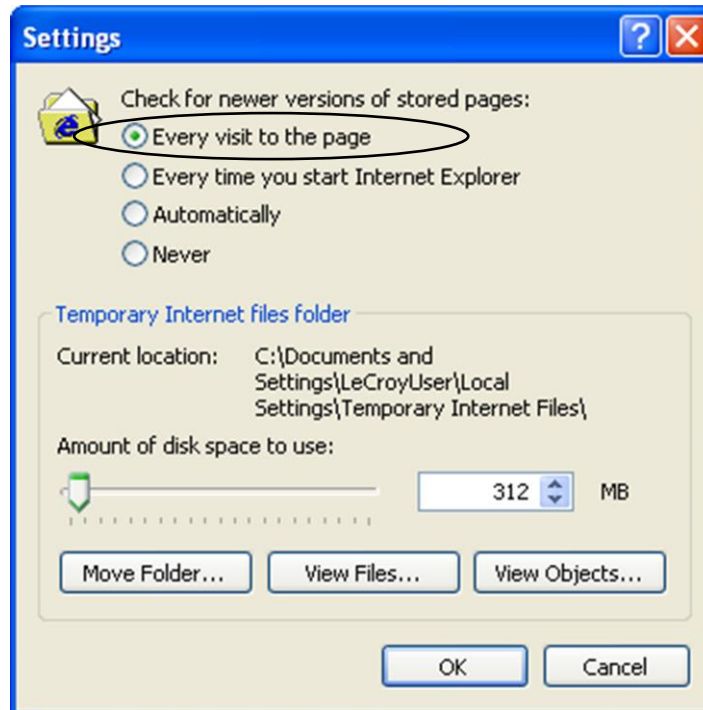 Settings
Check for newer versions of stored pages:
Every visit to the page
Every time you start Internet Explorer
Automatically
Never
Temporary Internet files folder
Current location: C:\Documents and
Settings\LeCroyUser\Local
Settings\Temporary Internet Files\
Amount of disk space to use:
312 MB
Move Folder... View Files... View Objects...
OK Cancel